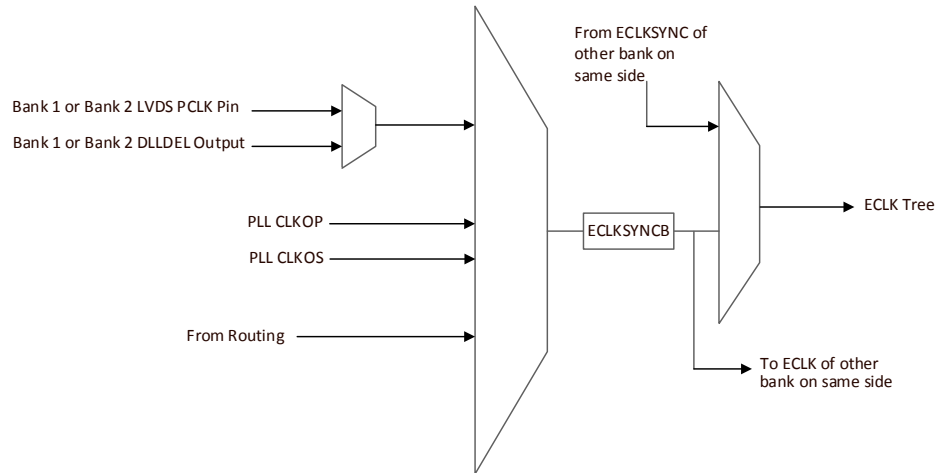 From ECLKSYNC of
other bank on
same side
Bank 1 or Bank 2 LVDS PCLK Pin
Bank 1 or Bank 2 DLLDEL Output
PLL CLKOP
PLL CLKOS
From Routing
ECLKSYNCB
ECLK Tree
To ECLK of other
bank on same side